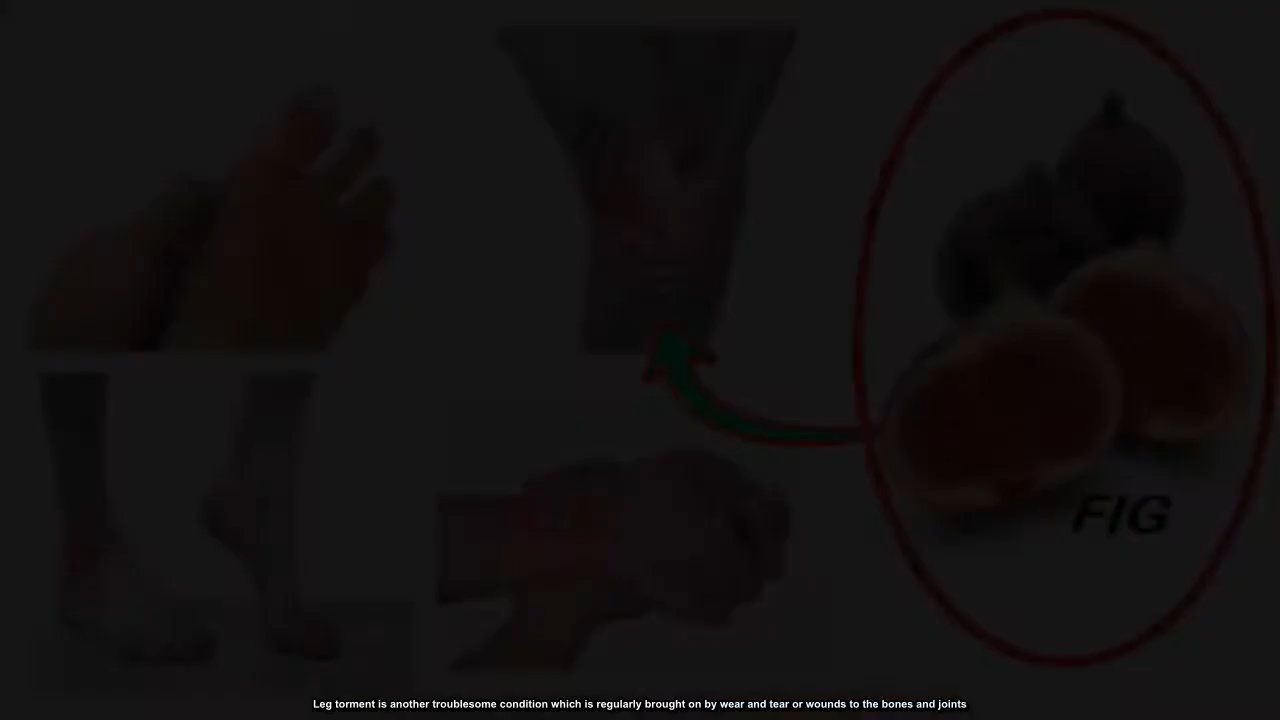 FIG
Leg torment is another troublesome condition which is regularly brought on by wear and tear or wounds to the bones and joints